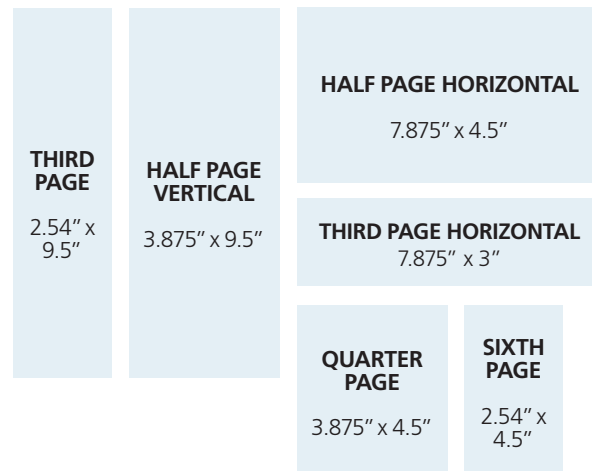 THIRD
PAGE
2.54” x
9.5”
HALF PAGE
VERTICAL
3.875” x 9.5”
HALF PAGE HORIZONTAL
7.875” x 4.5”
THIRD PAGE HORIZONTAL
7.875” x 3”
QUARTER
PAGE
3.875” x 4.5”
SIXTH
PAGE
2.54” x
4.5”